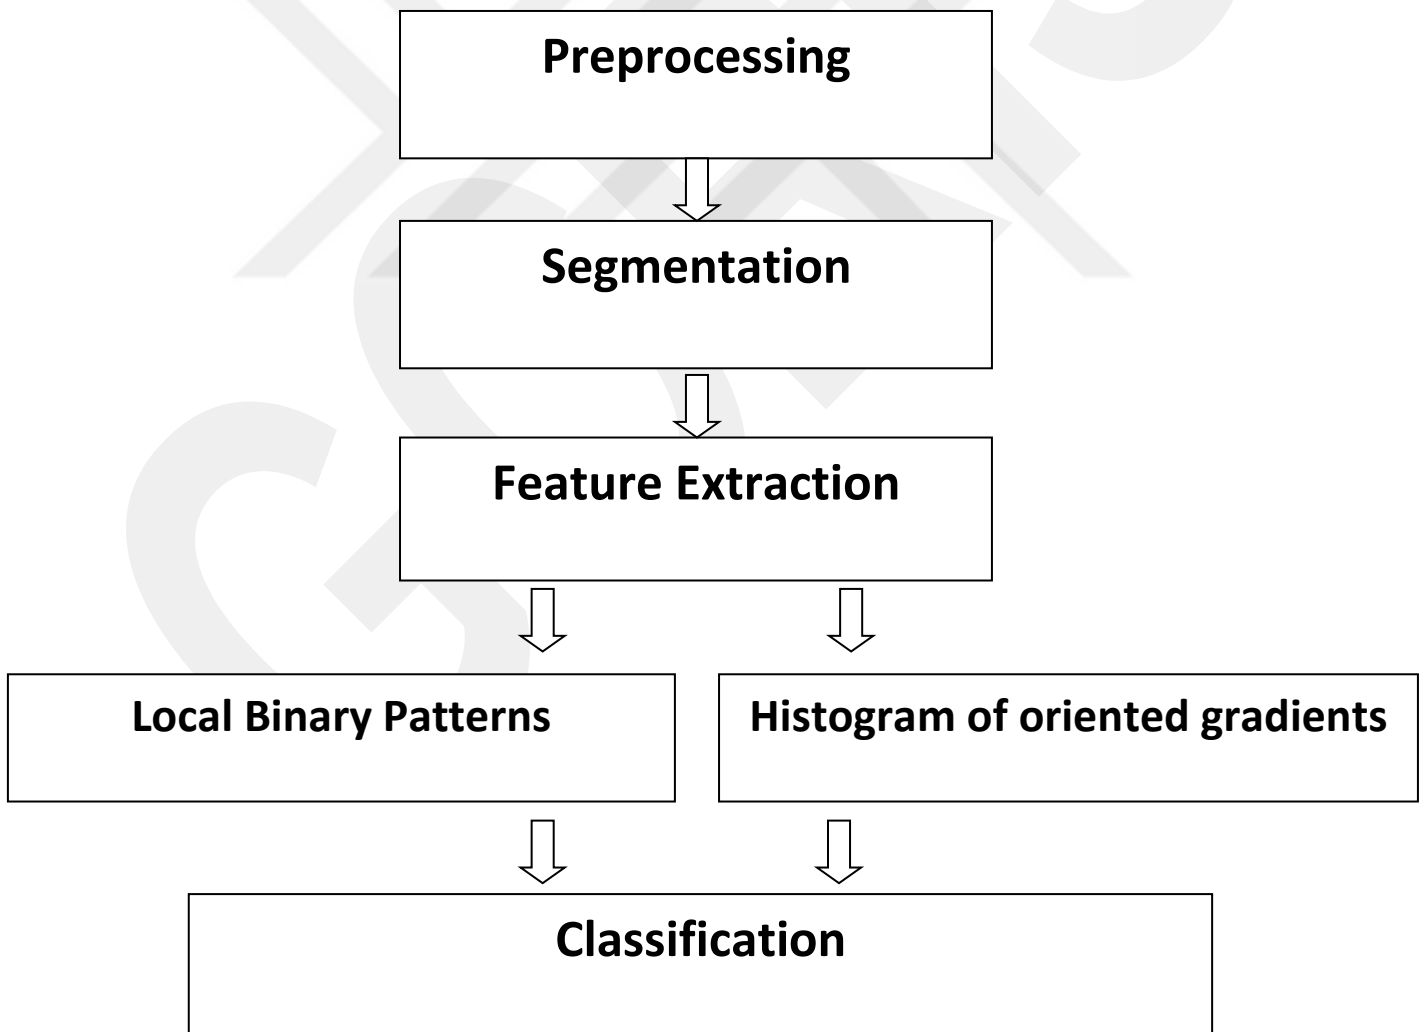 Preprocessing
Segmentation
Feature Extraction
Local Binary Patterns
Histogram of oriented gradients
Classification